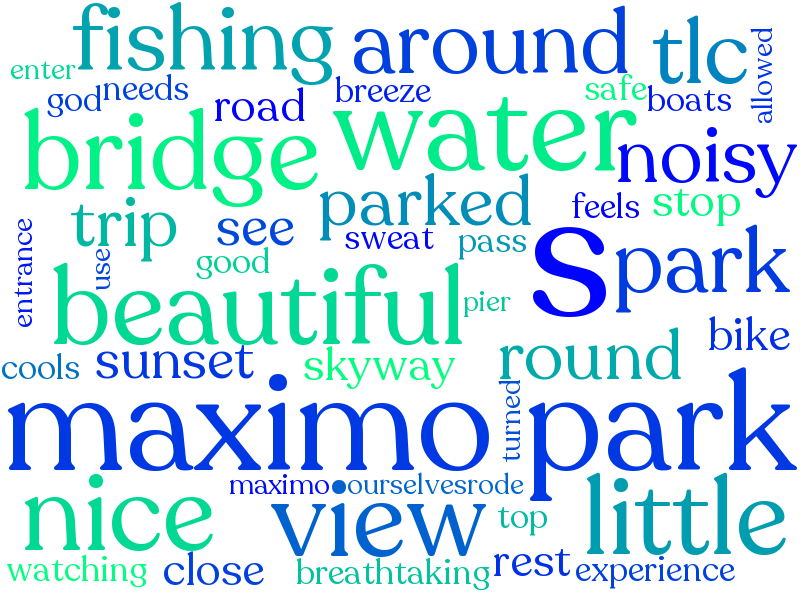 fishing around tlc allowed
enter god needs road breeze safe boats
bridge water noisy
trip see parked sweat pass feels stop
entrance use good s park
beautiful pier bike
cools sunset skyway round
maximo turned park
nice maximo ourselvesrode view top little
watching close breathtaking rest experience